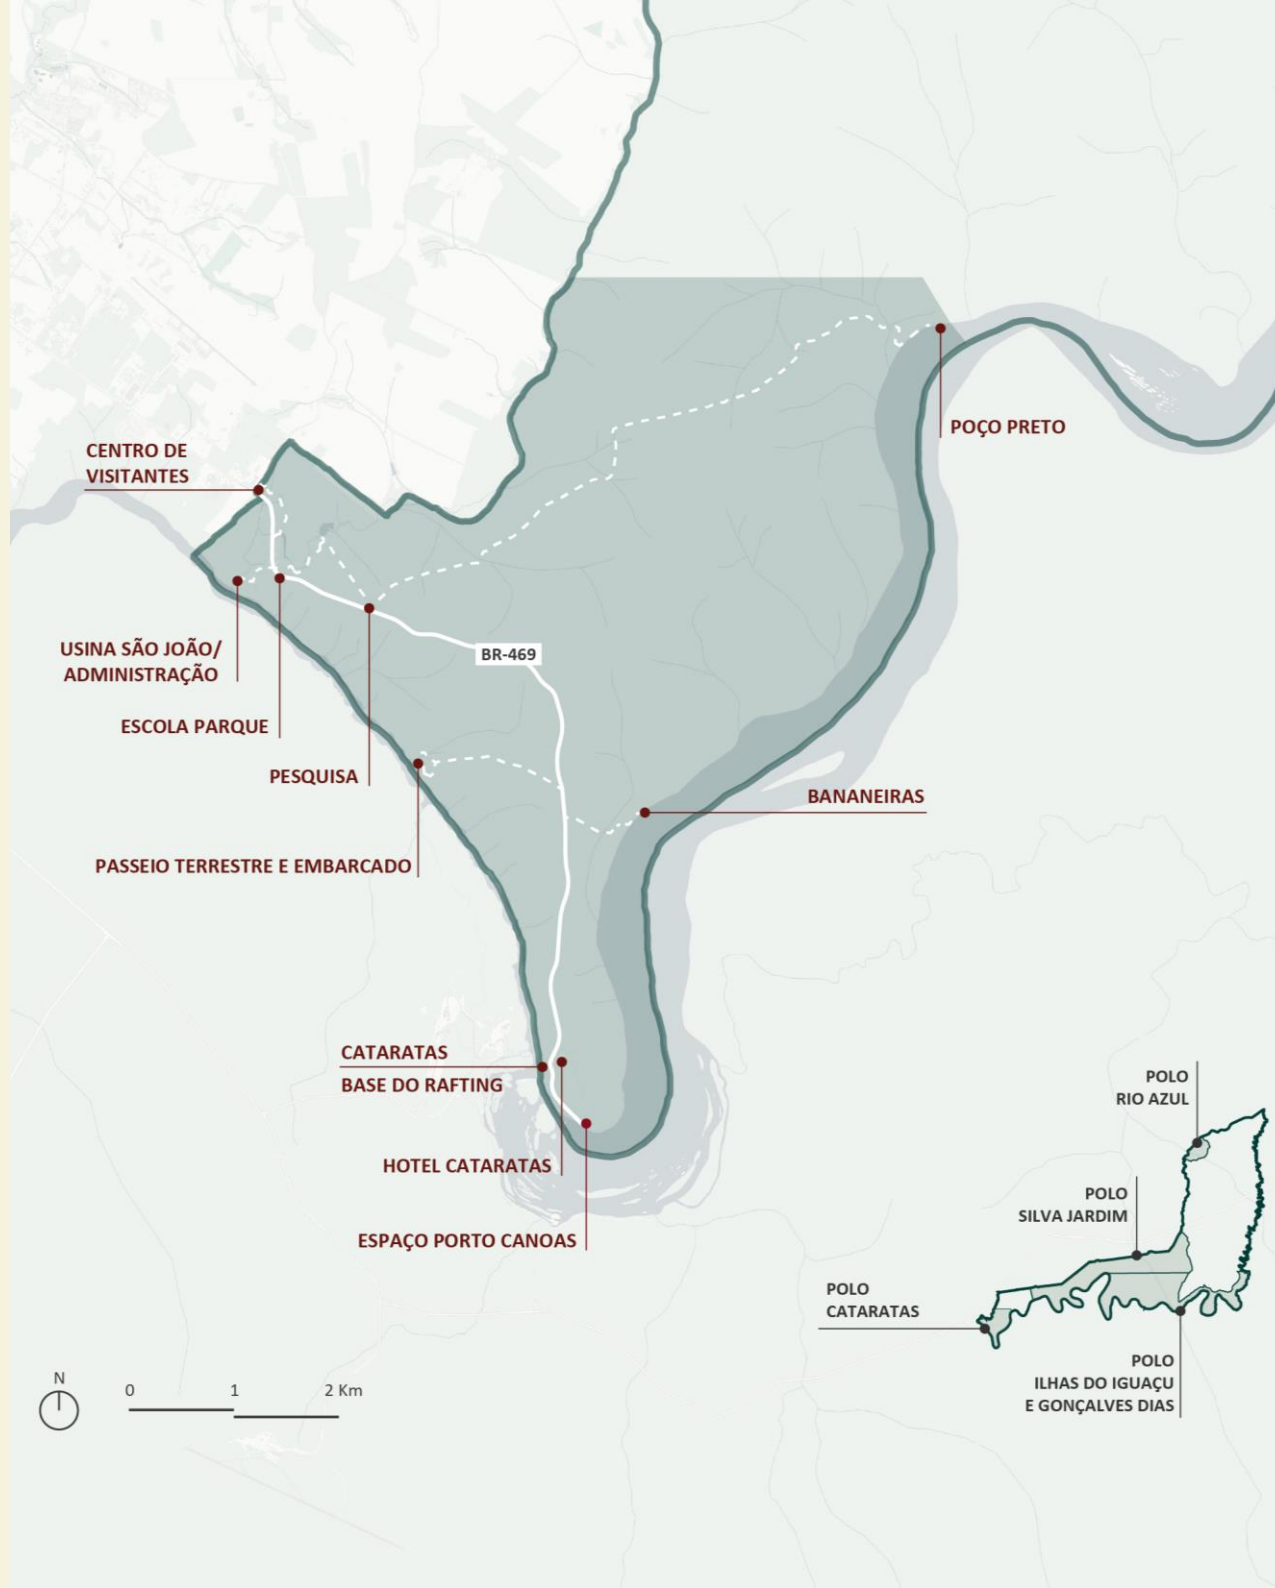 CENTRO DE
VISITANTES
POÇO PRETO
USINA SÃO JOÃO/
ADMINISTRAÇÃO
BR-469
ESCOLA PARQUE
PESQUISA
BANANEIRAS
PASSEIO TERRESTRE E EMBARCADO
CATARATAS
BASE DO RAFTING
HOTEL CATARATAS
ESPAÇO PORTO CANOAS
POLO
RIO AZUL
POLO
SILVA JARDIM
POLO
CATARATAS
POLO
ILHAS DO IGUAÇU
E GONÇALVES DIAS
N
0 1 2 Km